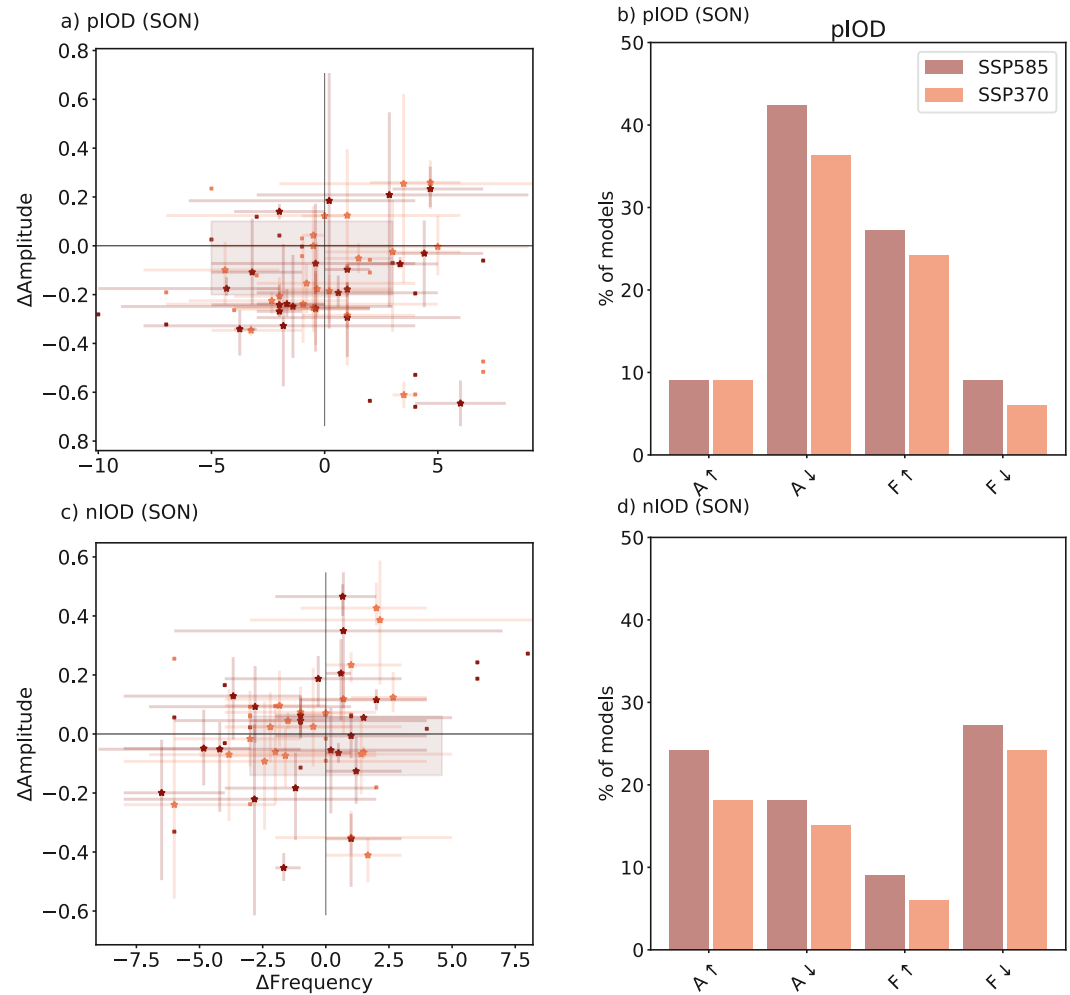 a) pIOD (SON)
0.8
0.6
0.4
0.2
0.0
−0.2
−0.4
−0.6
0.8
ΔAmplitude
−10
−5
0
5
b) pIOD (SON)
pIOD
SSP585
SSP370
50
40
30
20
10
0
% of models
A ↑
A ↓
F ↑
F ↓
c) nIOD (SON)
0.6
0.4
0.2
0.0
−0.2
−0.4
−0.6
ΔAmplitude
−7.5
−5.0
−2.5
0.0
2.5
5.0
7.5
ΔFrequency
d) nIOD (SON)
50
40
30
20
10
0
% of models
A ↑
A ↓
F ↑
F ↓